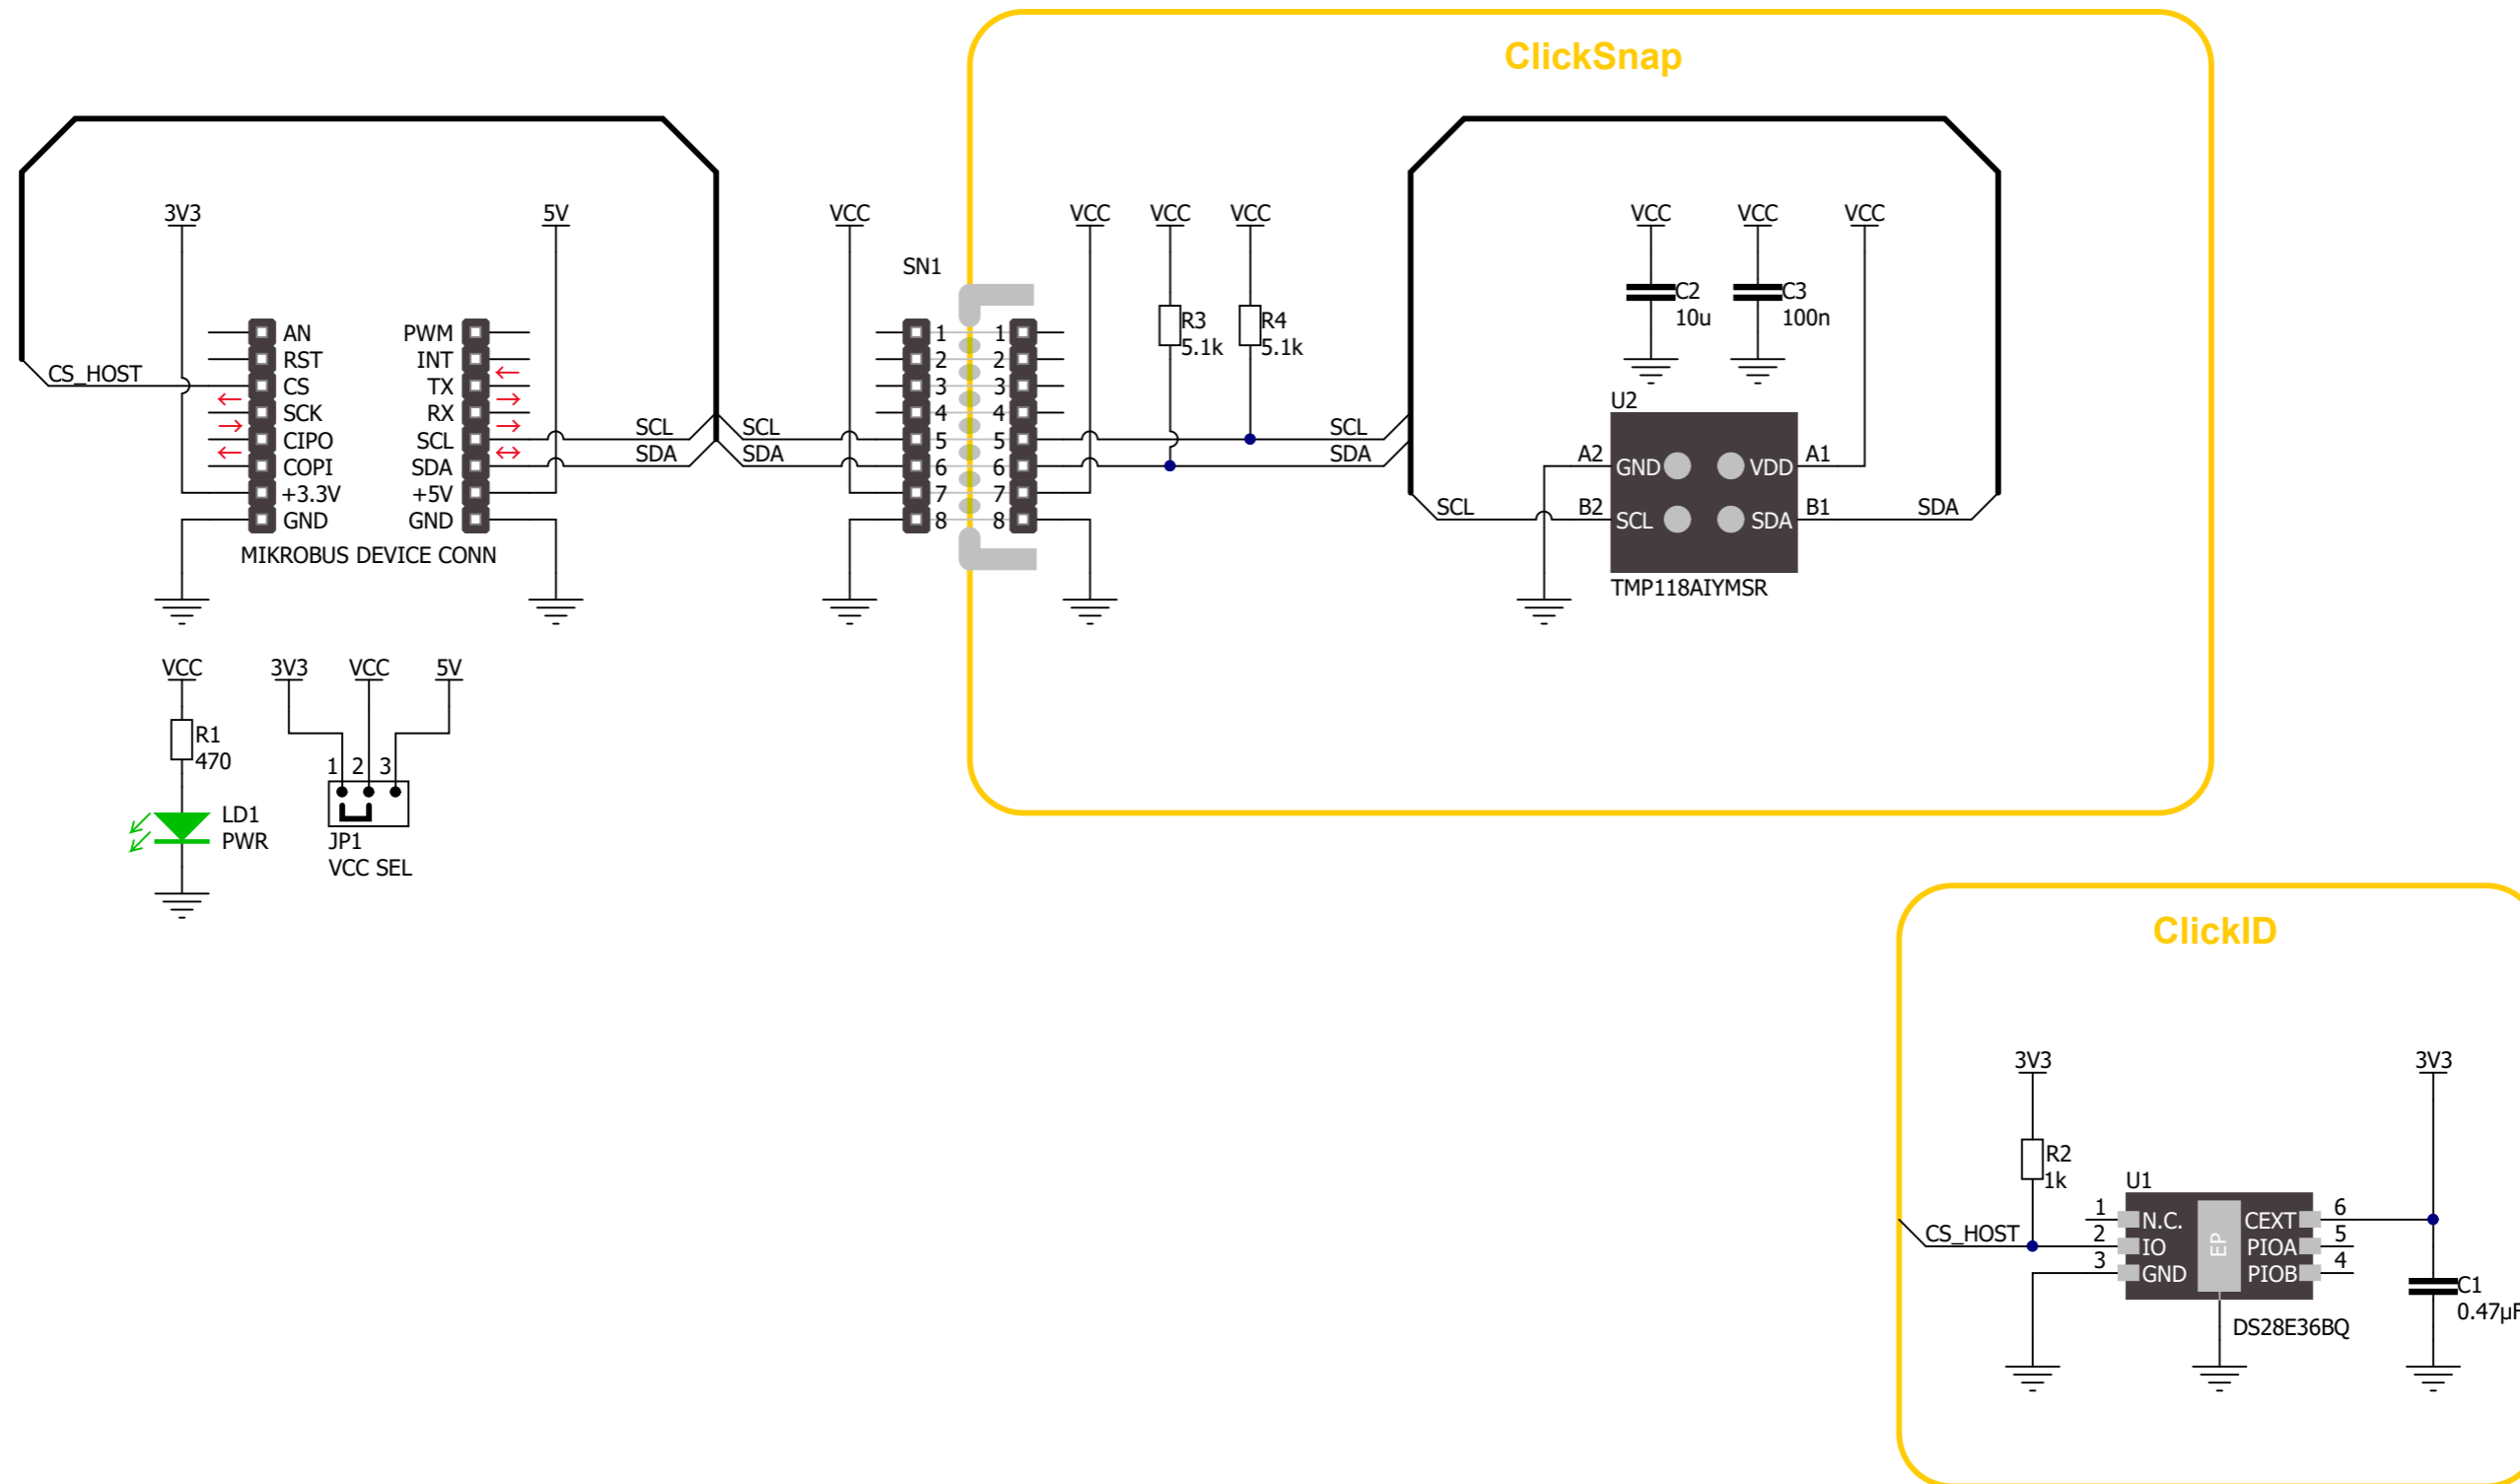 ClickSnap
3V3
5V
VCC
VCC
VCC
VCC
VCC
VCC
VCC
SN1
C2
10u
C3
100n
R3
5.1k
R4
5.1k
AN
RST
CS
SCK
CIPO
COPI
+3.3V
GND
PWM
INT
TX
RX
SCL
SDA
+5V
GND
MIKROBUS DEVICE CONN
CS_HOST
SCL
SDA
SCL
SDA
1 1
2 2
3 3
4 4
5 5
6 6
7 7
8 8
SCL
SDA
U2
A2 GND VDD A1
B2 SCL SDA B1
SCL
SDA
TMP118AIYMSR
VCC
R1
470
LD1
PWR
3V3 VCC 5V
1 2 3
JP1
VCC SEL
ClickID
3V3
3V3
R2
1k
U1
CS_HOST
1 N.C. CEXT 6
2 IO PIOA 5
3 GND PIOB 4
EP
DS28E36BQ
C1
0.47µF